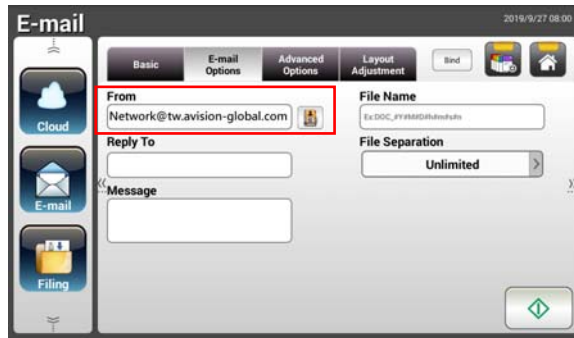 E-mail
2019/9/27 08:00
Basic
E-mail Options
Advanced Options
Layout Adjustment
Bind
Cloud
E-mail
Filing
From
Network@tw.avision-global.com
Reply To
Message
File Name
File Separation
Unlimited